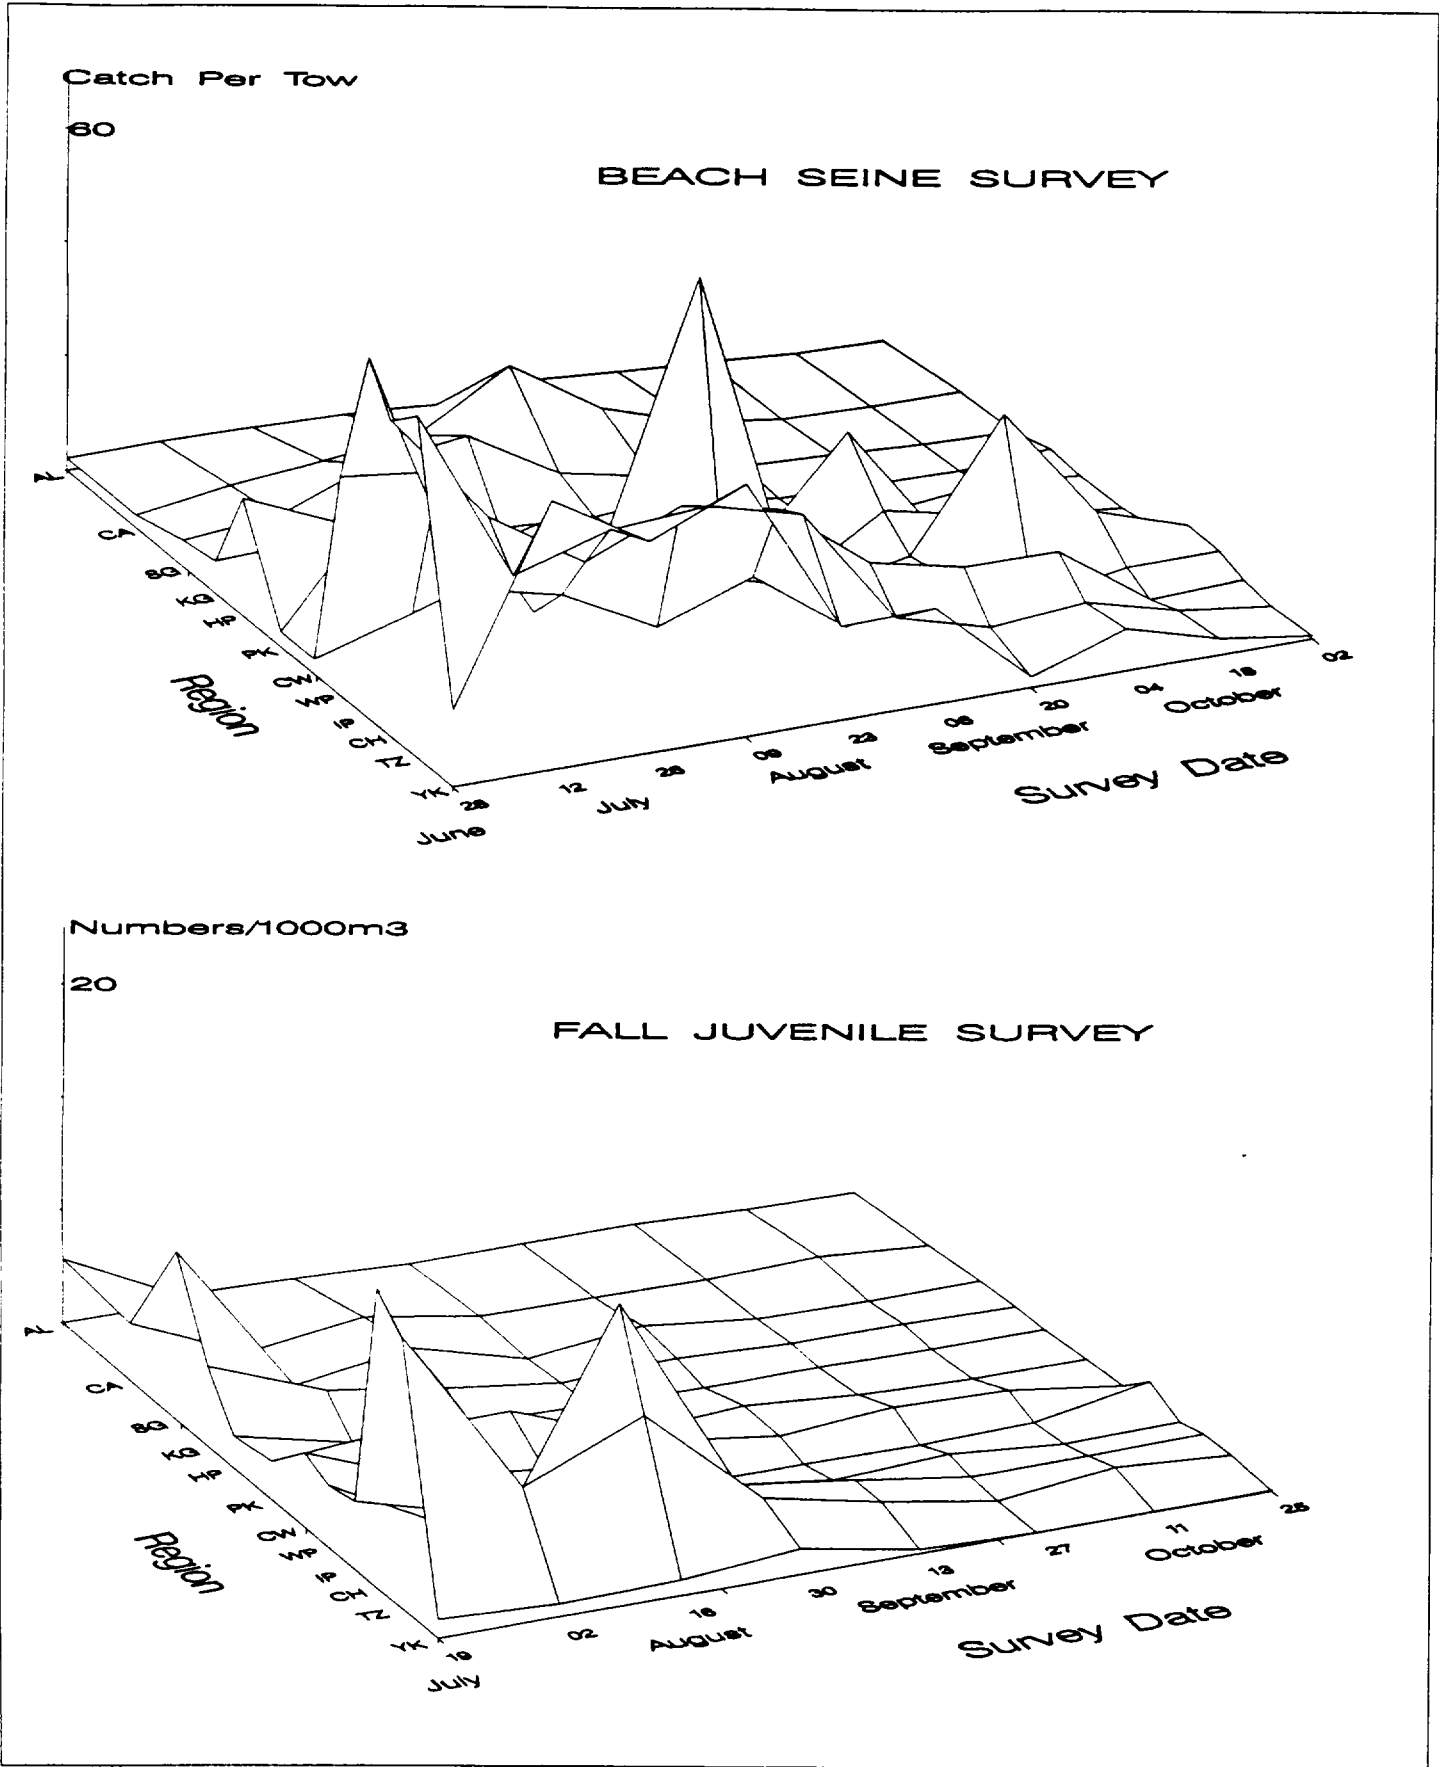 Catch Per Tow
60
BEACH SEINE SURVEY
CA
SG
KG
HP
PK
CW
WP
IP
CH
TZ
YK
Region
28 12 26 09 23 06 20 04 18 02
June July August September October
Survey Date
Numbers/1000m3
20
FALL JUVENILE SURVEY
CA
SG
KG
HP
PK
CW
WP
IP
CH
TZ
YK
Region
19 02 16 30 13 27 11 25
July August September October
Survey Date